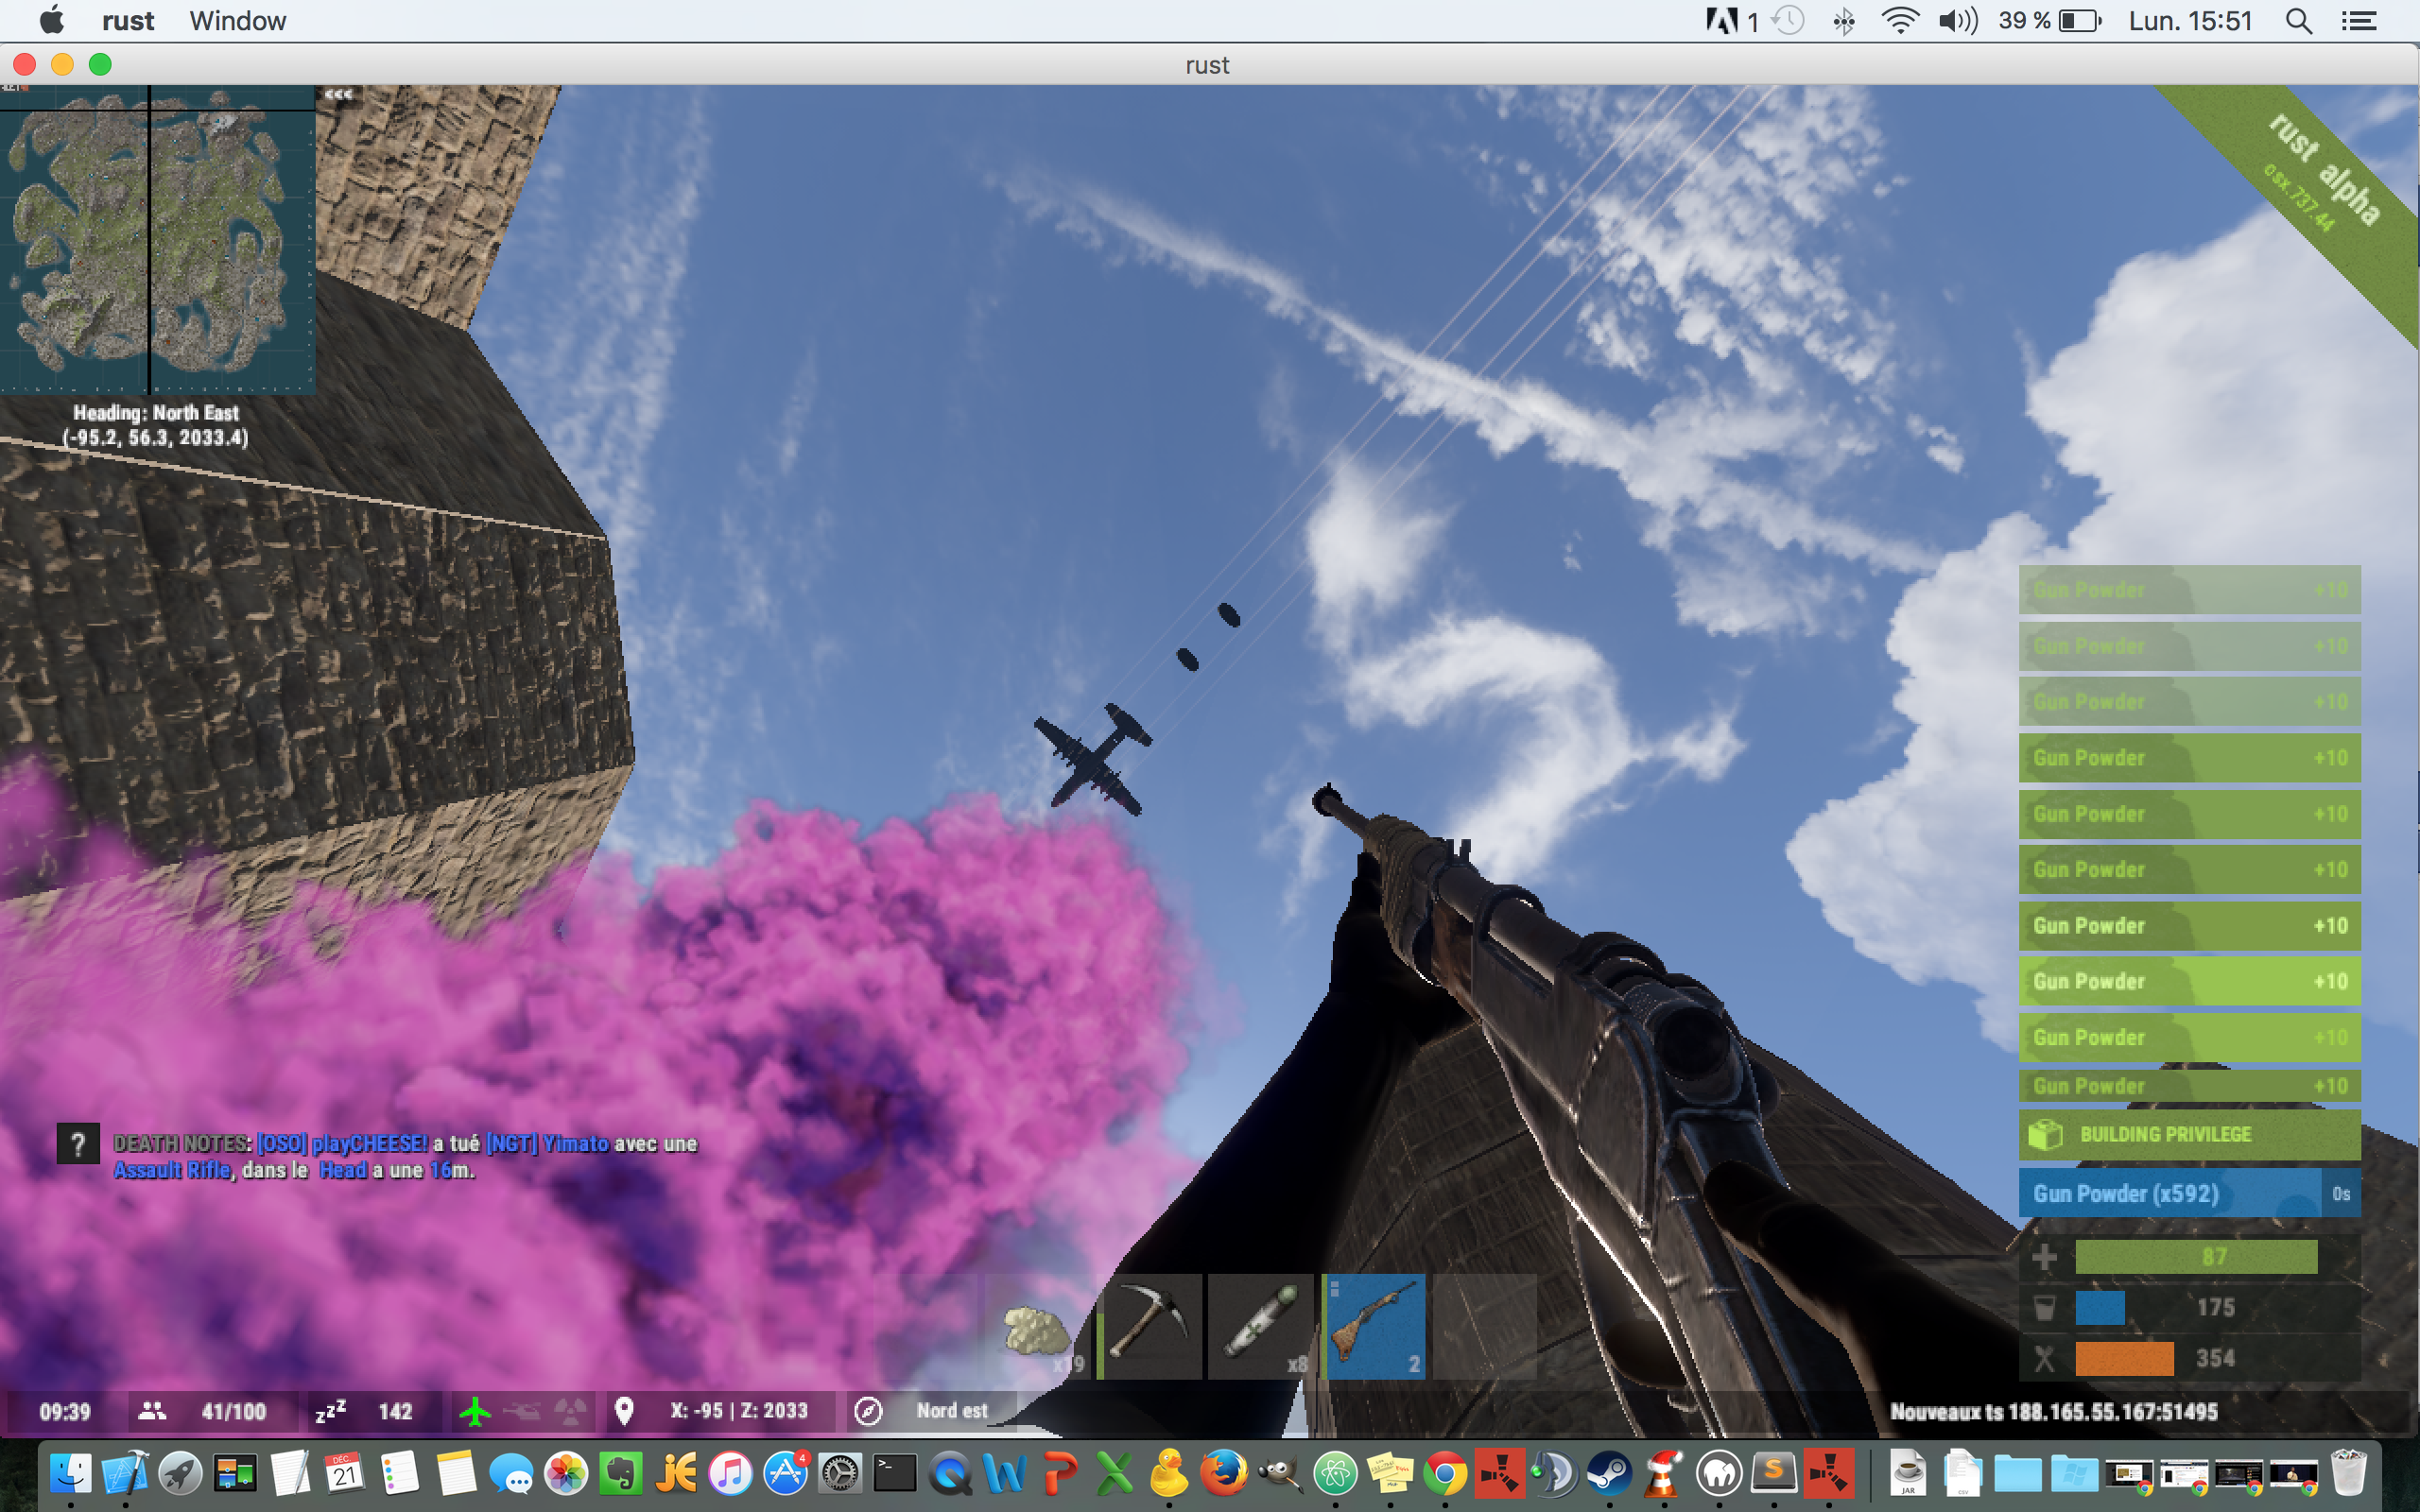 rust Window
1 39 % Lun. 15:51
rust
<<<
rust alpha
osx.737.44
Heading: North East
(-95.2, 56.3, 2033.4)
Gun Powder +10
Gun Powder +10
Gun Powder +10
Gun Powder +10
Gun Powder +10
Gun Powder +10
Gun Powder +10
Gun Powder +10
Gun Powder +10
Gun Powder +10
BUILDING PRIVILEGE
Gun Powder (x592) 0s
? DEATH NOTES: [OSO] playCHEESE! a tué [NGT] Yimato avec une
Assault Rifle, dans le Head a une 16m.
87
175
354
x19 x8 2
09:39 41/100 zzz 142 X: -95 | Z: 2033 Nord est
Nouveaux ts 188.165.55.167:51495
DÉC.
21
4
JAR
CSV